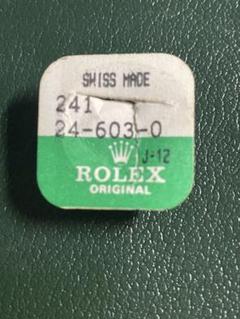 SWISS MADE
241
24-603-0
J-12
ROLEX
ORIGINAL